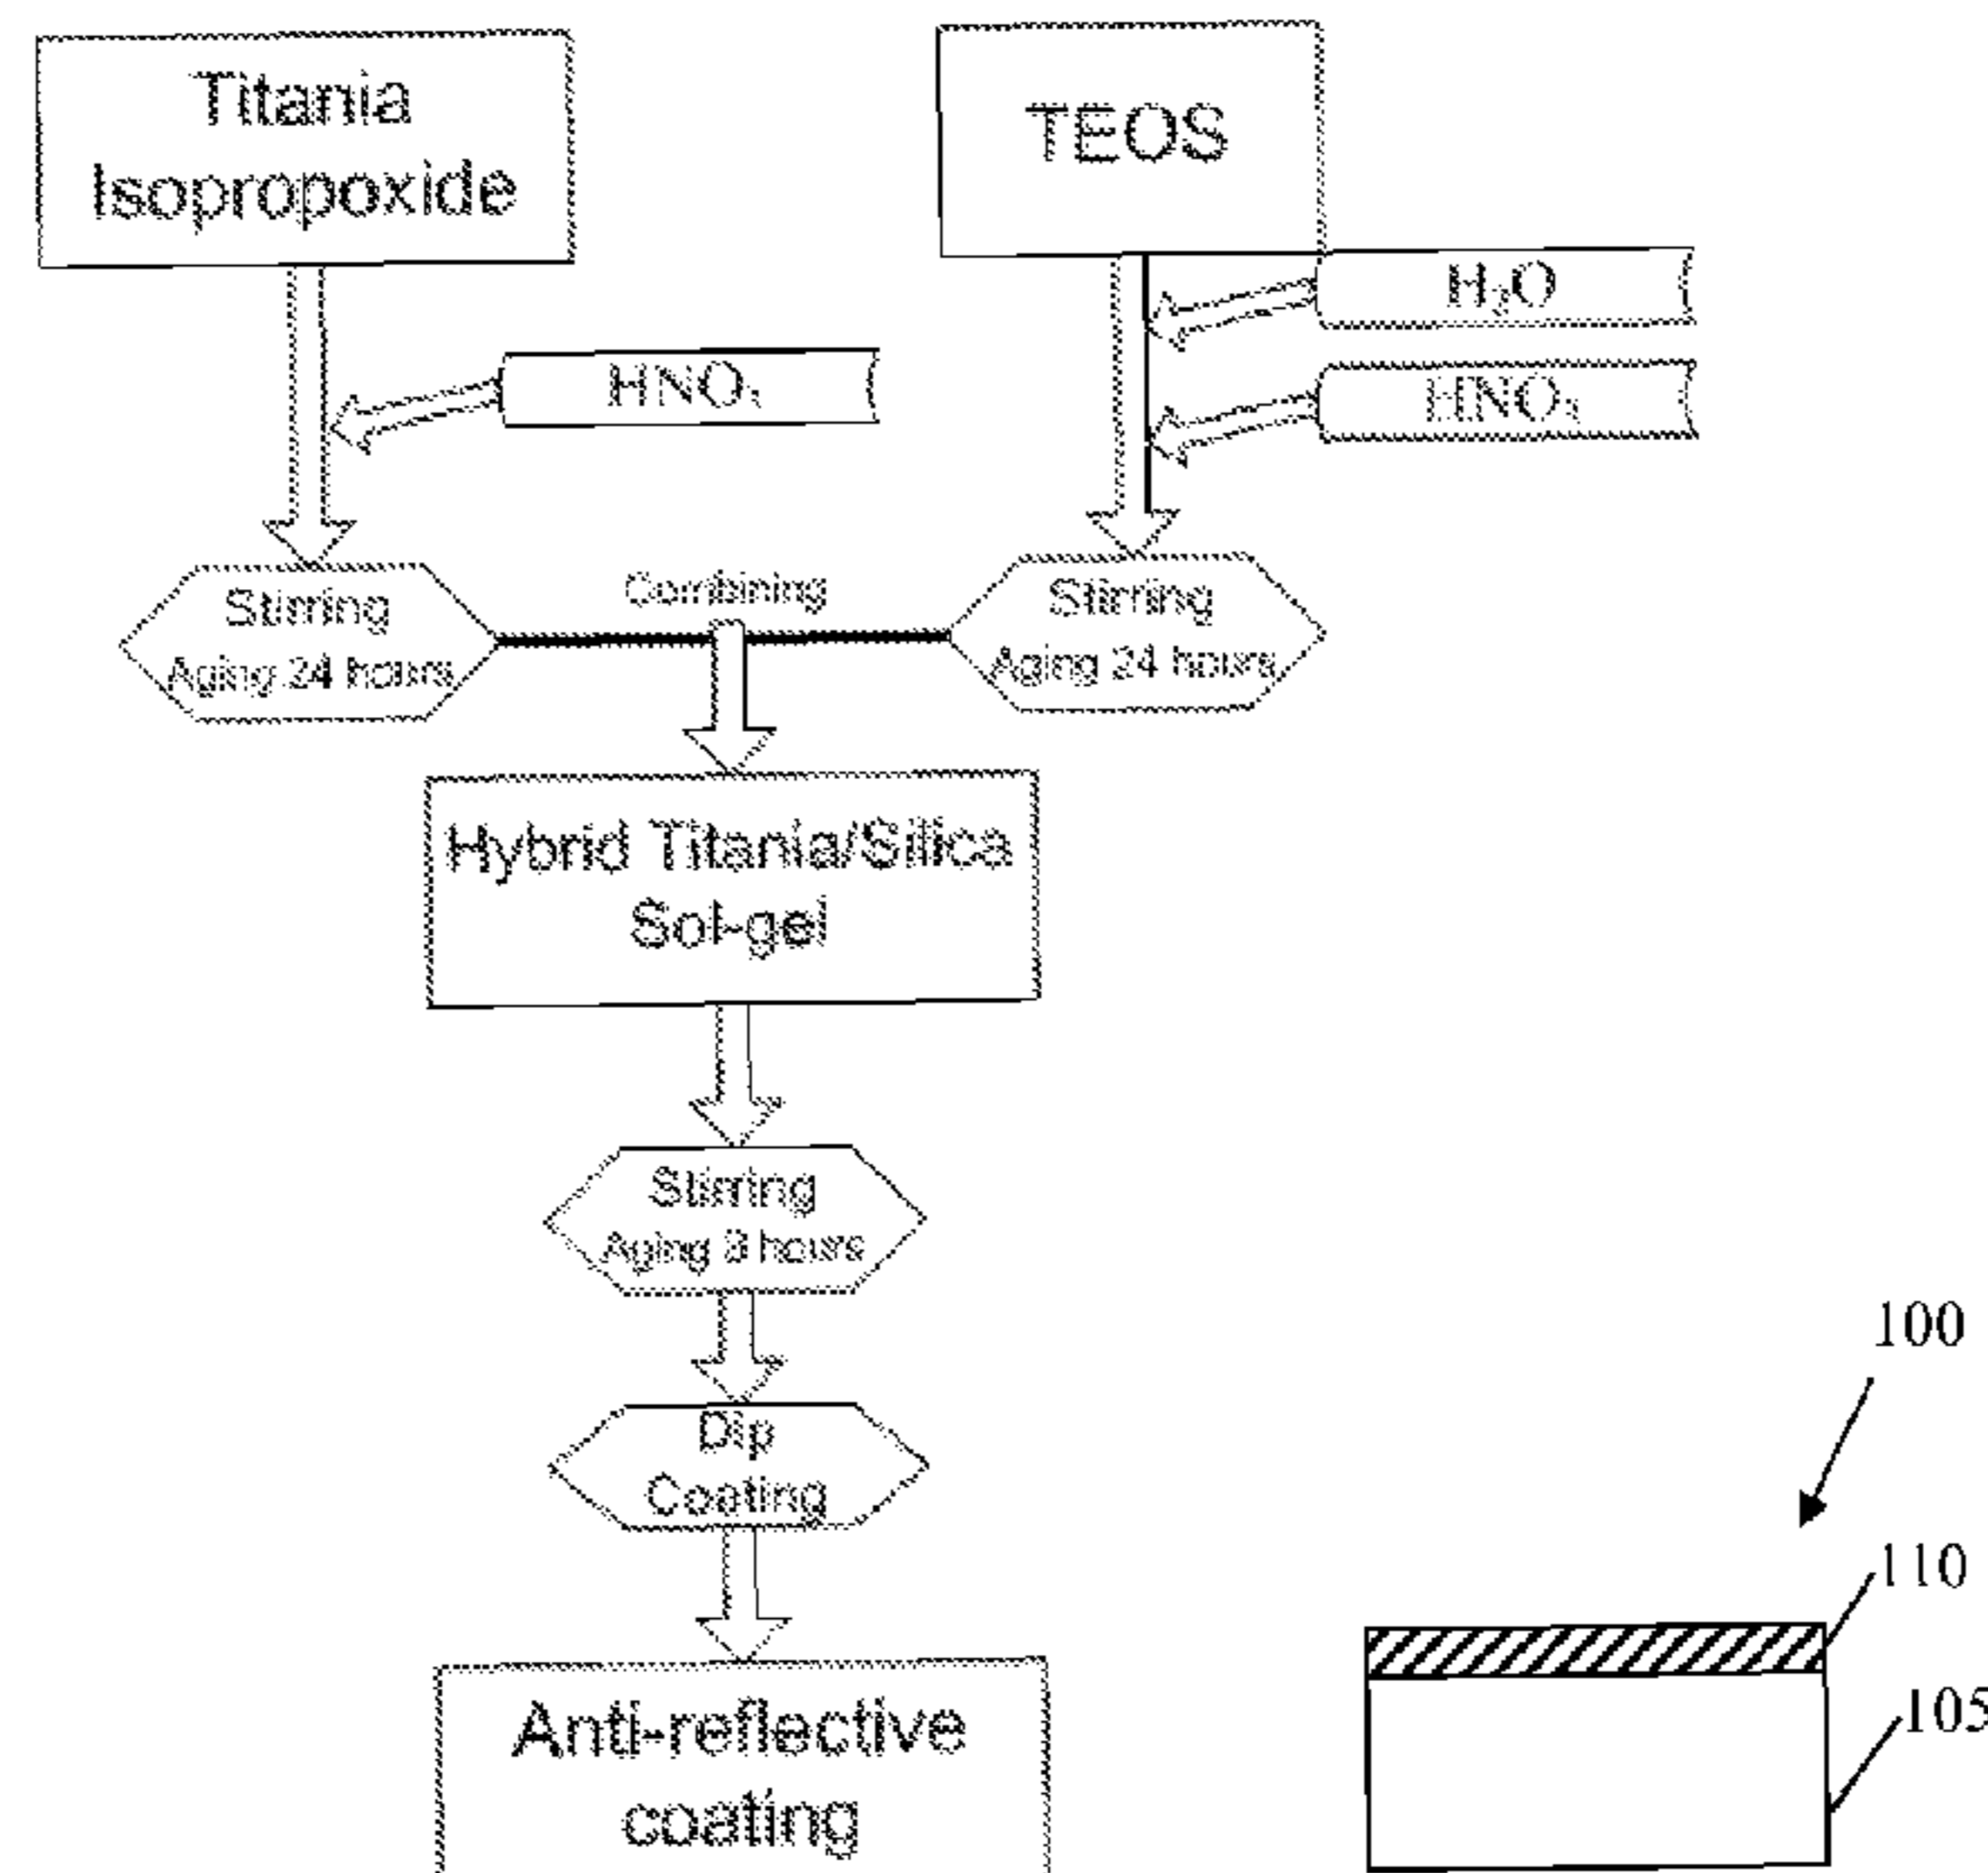 Titania
Isopropoxide
TEOS
H₂O
HNO₃
HNO₃
Stirring
Aging 24 hours
Combining
Stirring
Aging 24 hours
Hybrid Titania/Silica
Sol-gel
Stirring
Aging 3 hours
Dip
Coating
Anti-reflective
coating
100
110
105